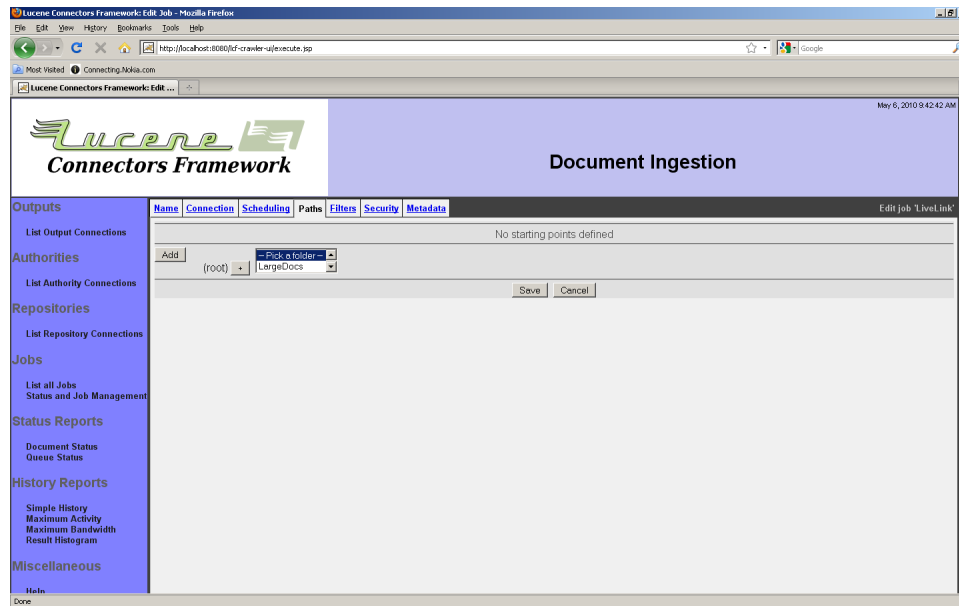 Lucene Connectors Framework: Edit Job - Mozilla Firefox
File Edit View History Bookmarks Tools Help
http://localhost:8080/lcf-crawler-ui/execute.jsp
Google
Most Visited Connecting.Nokia.com
Lucene Connectors Framework: Edit ...
May 6, 2010 9:42:42 AM
Lucene
Connectors Framework
Document Ingestion
Outputs
Name Connection Scheduling Paths Filters Security Metadata
Edit job 'LiveLink'
List Output Connections
No starting points defined
Add
(root) + -- Pick a folder --
LargeDocs
Save Cancel
Authorities
List Authority Connections
Repositories
List Repository Connections
Jobs
List all Jobs
Status and Job Management
Status Reports
Document Status
Queue Status
History Reports
Simple History
Maximum Activity
Maximum Bandwidth
Result Histogram
Miscellaneous
Help
Done